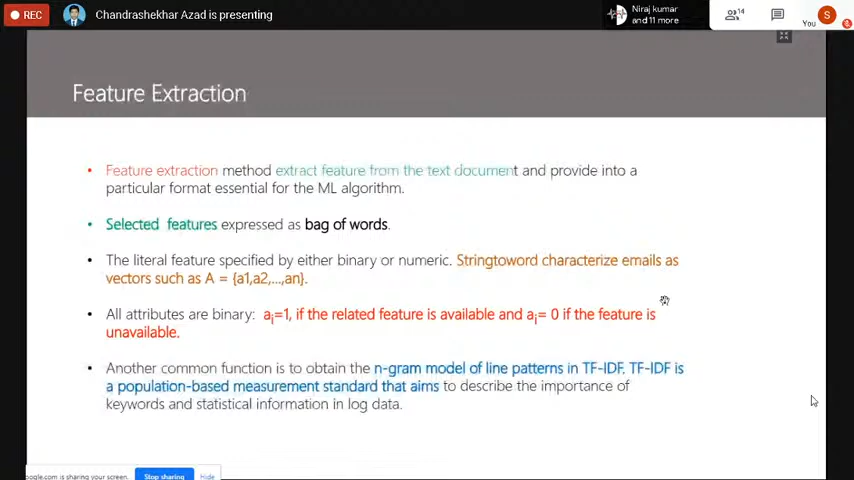 REC
Chandrashekhar Azad is presenting
Niraj kumar
and 11 more
14
You
S
Feature Extraction
• Feature extraction method extract feature from the text document and provide into a
particular format essential for the ML algorithm.
• Selected features expressed as bag of words.
• The literal feature specified by either binary or numeric. Stringtoword characterize emails as
vectors such as A = {a1,a2,...,an}.
• All attributes are binary: ai=1, if the related feature is available and ai= 0 if the feature is
unavailable.
• Another common function is to obtain the n-gram model of line patterns in TF-IDF. TF-IDF is
a population-based measurement standard that aims to describe the importance of
keywords and statistical information in log data.
oogle.com is sharing your screen.
Stop sharing
Hide